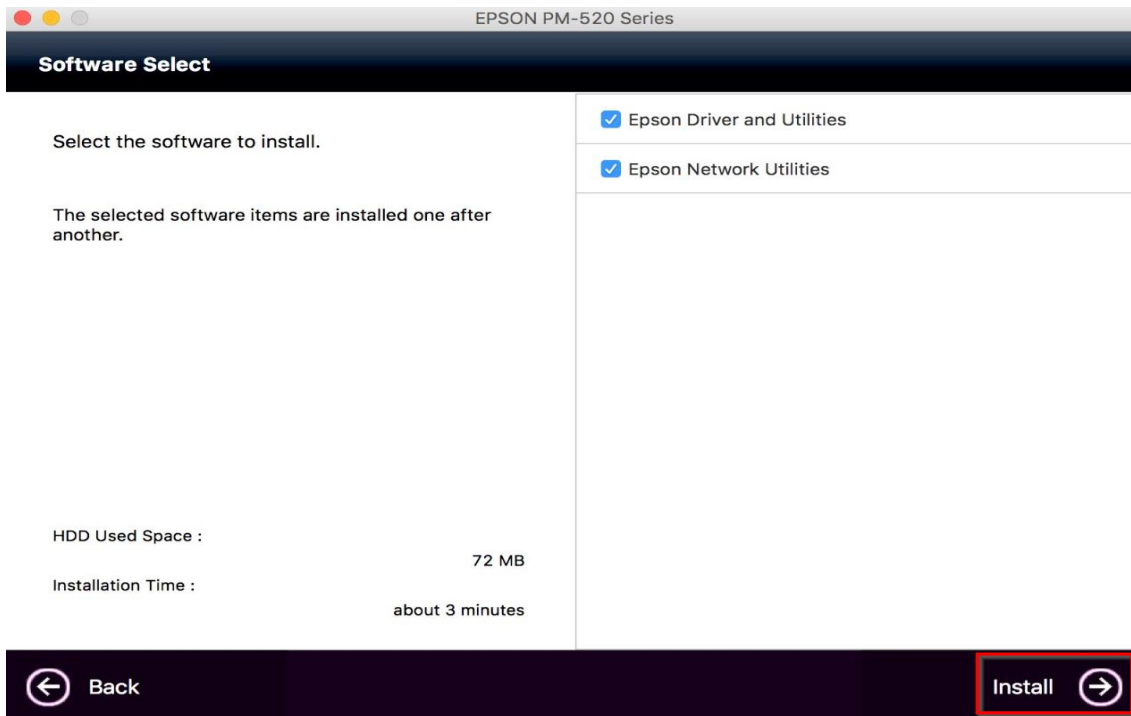 EPSON PM-520 Series
Software Select
Select the software to install.
The selected software items are installed one after
another.
HDD Used Space :
72 MB
Installation Time :
about 3 minutes
Epson Driver and Utilities
Epson Network Utilities
Back
Install